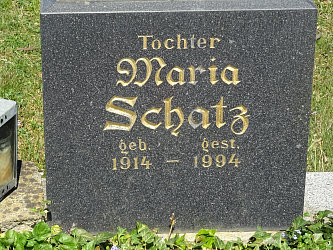 Tochter
Maria
Schatz
geb. gest.
1914 – 1994